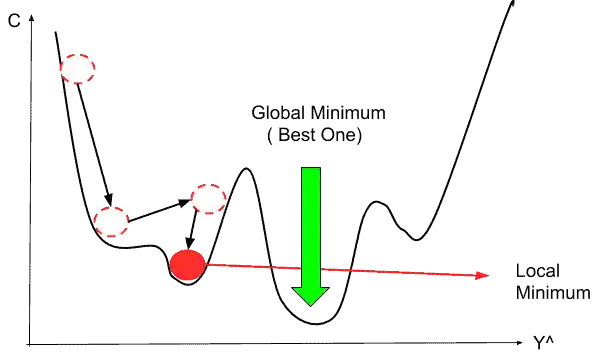 C
Global Minimum
( Best One)
Local
Minimum
Y^